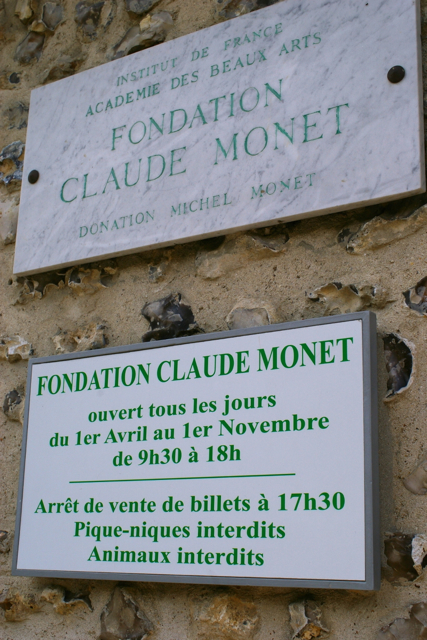 INSTITUT DE FRANCE
ACADEMIE DES BEAUX ARTS
FONDATION
CLAUDE MONET
DONATION MICHEL MONET
FONDATION CLAUDE MONET
ouvert tous les jours
du 1er Avril au 1er Novembre
de 9h30 à 18h
Arrêt de vente de billets à 17h30
Pique-niques interdits
Animaux interdits